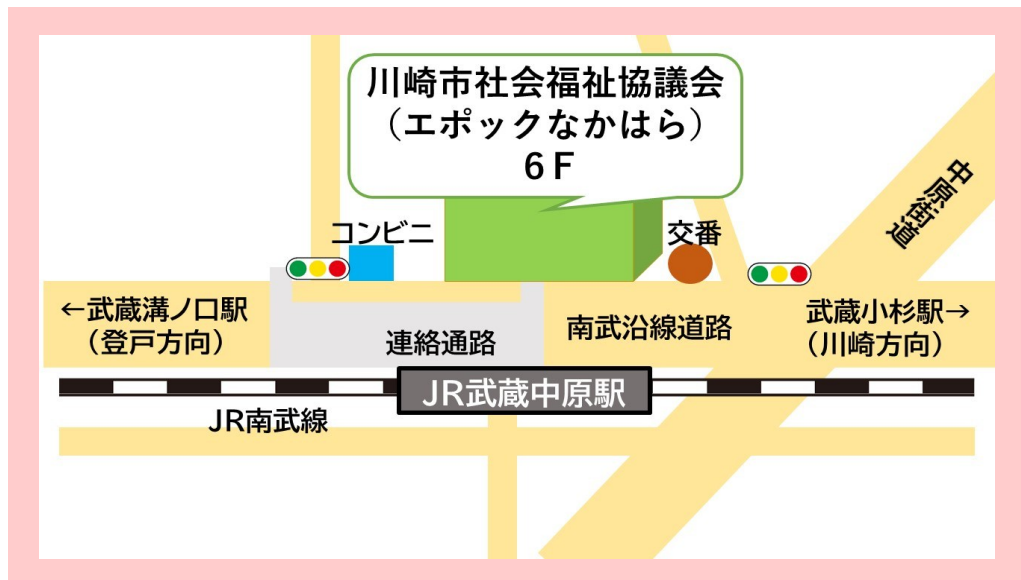 川崎市社会福祉協議会
（エポックなかはら）
６Ｆ
中原街道
コンビニ
交番
←武蔵溝ノ口駅
（登戸方向）
連絡通路
南武沿線道路
武蔵小杉駅→
（川崎方向）
JR武蔵中原駅
JR南武線